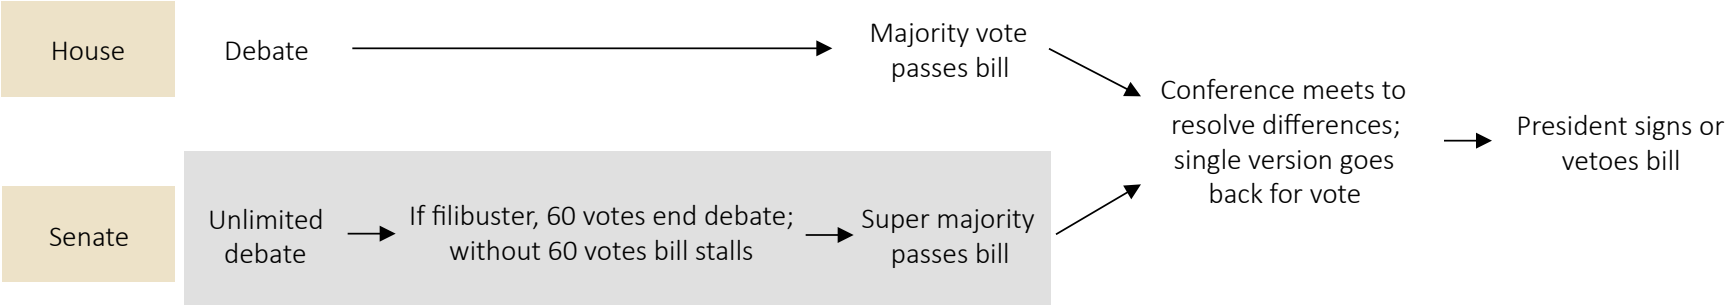 House
Debate
Majority vote
passes bill
Senate
Unlimited
debate
If filibuster, 60 votes end debate;
without 60 votes bill stalls
Super majority
passes bill
Conference meets to
resolve differences;
single version goes
back for vote
President signs or
vetoes bill